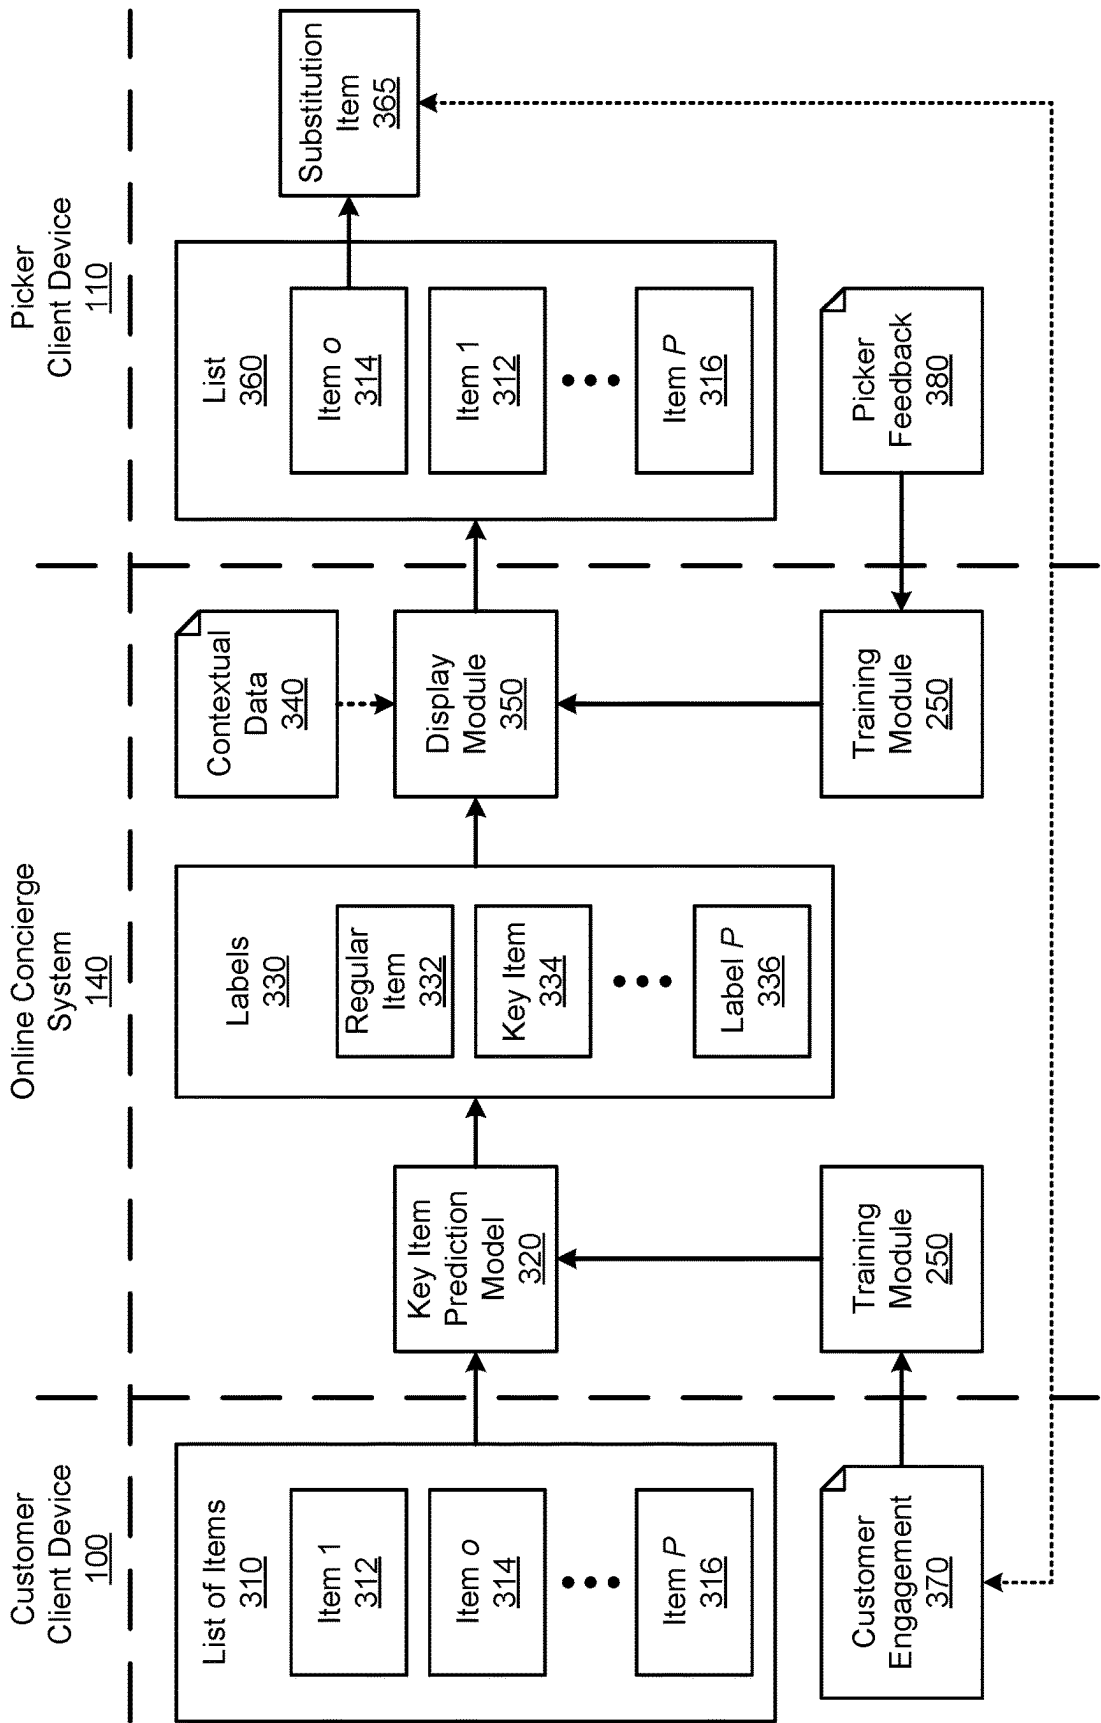 Customer
Client Device
100
Online Concierge
System
140
Picker
Client Device
110
List of Items
310
Item 1
312
Item o
314
Item P
316
Customer
Engagement
370
Key Item
Prediction
Model
320
Training
Module
250
Labels
330
Regular
Item
332
Key Item
334
Label P
336
Contextual
Data
340
Display
Module
350
Training
Module
250
List
360
Item o
314
Item 1
312
Item P
316
Picker
Feedback
380
Substitution
Item
365